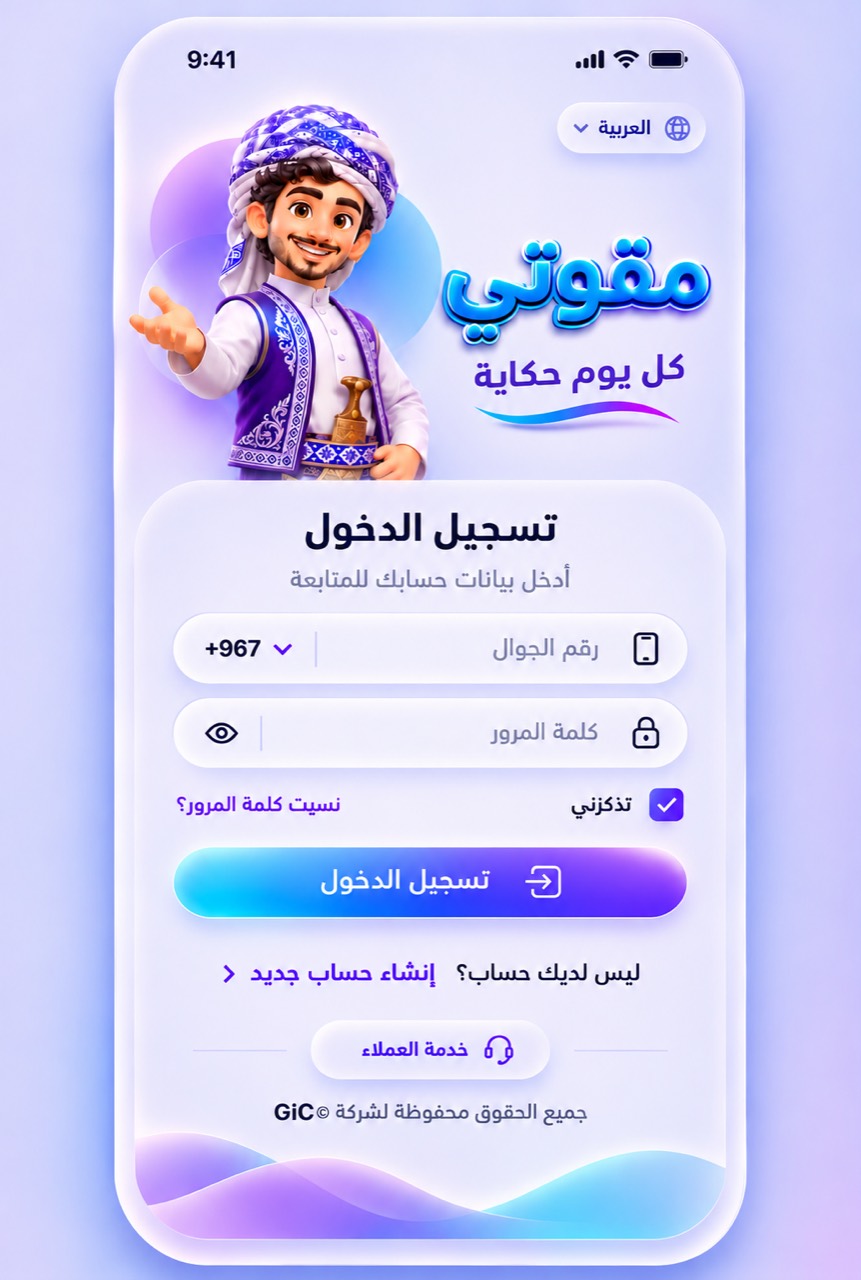 9:41
العربية
مقوتي
كل يوم حكاية
تسجيل الدخول
أدخل بيانات حسابك للمتابعة
رقم الجوال
+967
كلمة المرور
تذكزني
نسيت كلمة المرور؟
تسجيل الدخول
ليس لديك حساب؟ إنشاء حساب جديد
خدمة العملاء
جميع الحقوق محفوظة لشركة ©GiC